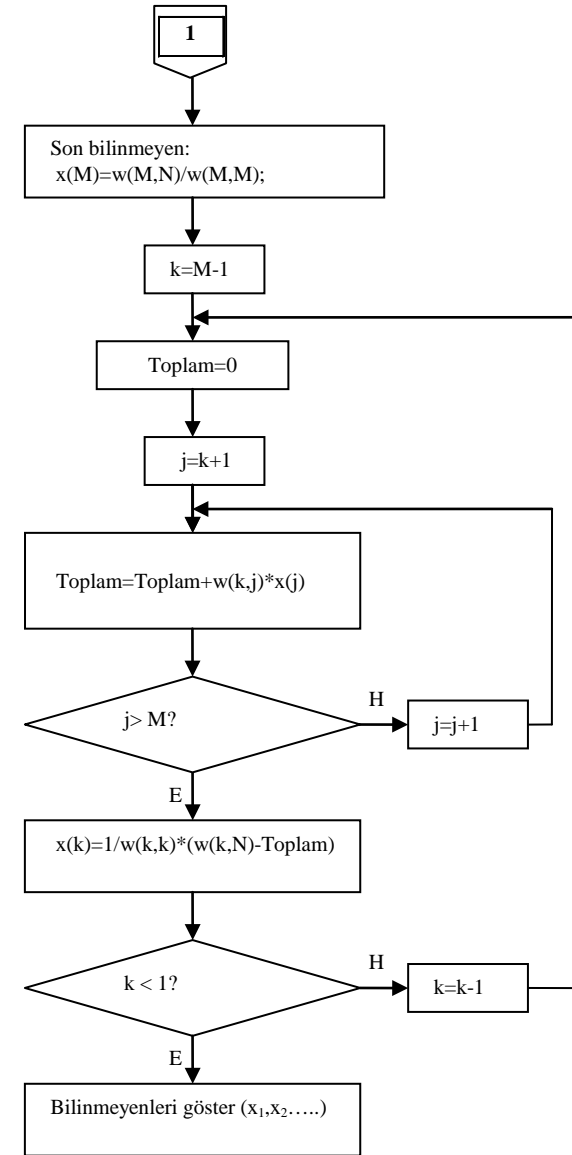 1
Son bilinmeyen:
x(M)=w(M,N)/w(M,M);
k=M-1
Toplam=0
j=k+1
Toplam=Toplam+w(k,j)*x(j)
j> M?
H
j=j+1
E
x(k)=1/w(k,k)*(w(k,N)-Toplam)
k < 1?
H
k=k-1
E
Bilinmeyenleri göster (x₁,x₂…..)